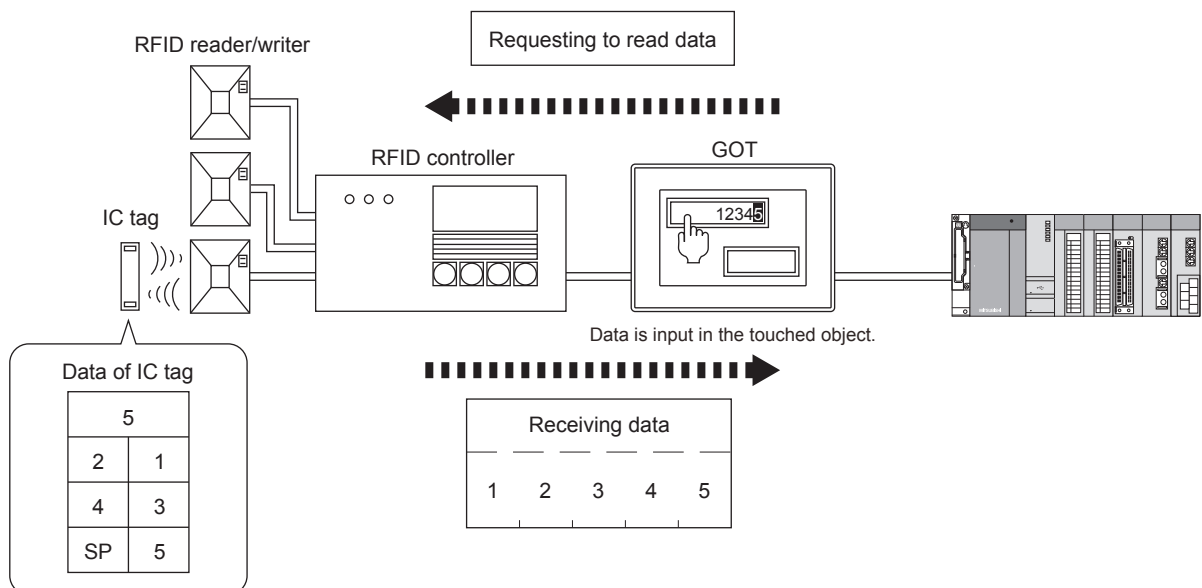 Requesting to read data
RFID reader/writer
GOT
RFID controller
12345
IC tag
Data is input in the touched object.
Data of IC tag
5
2 1
4 3
SP 5
Receiving data
1 2 3 4 5